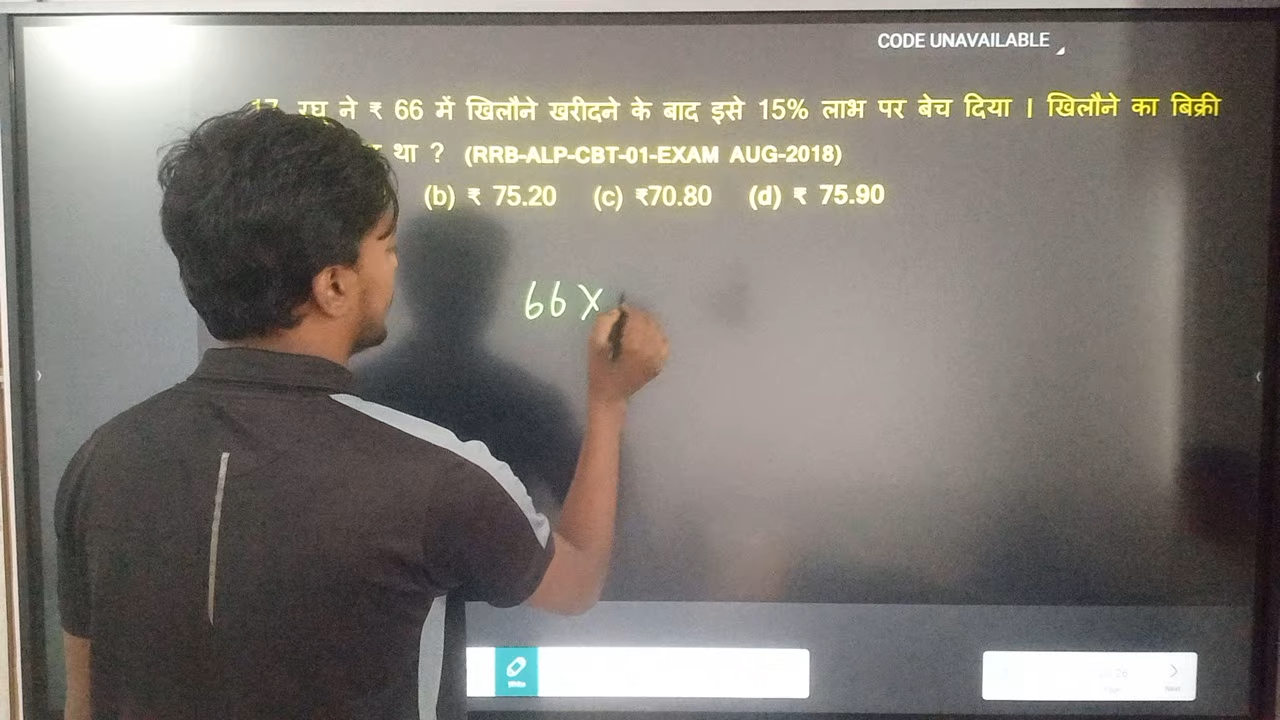 CODE UNAVAILABLE
17. रघु ने ₹ 66 में खिलौने खरीदने के बाद इसे 15% लाभ पर बेच दिया । खिलौने का बिक्री
था ? (RRB-ALP-CBT-01-EXAM AUG-2018)
(b) ₹ 75.20 (c) ₹70.80 (d) ₹ 75.90
66 ×